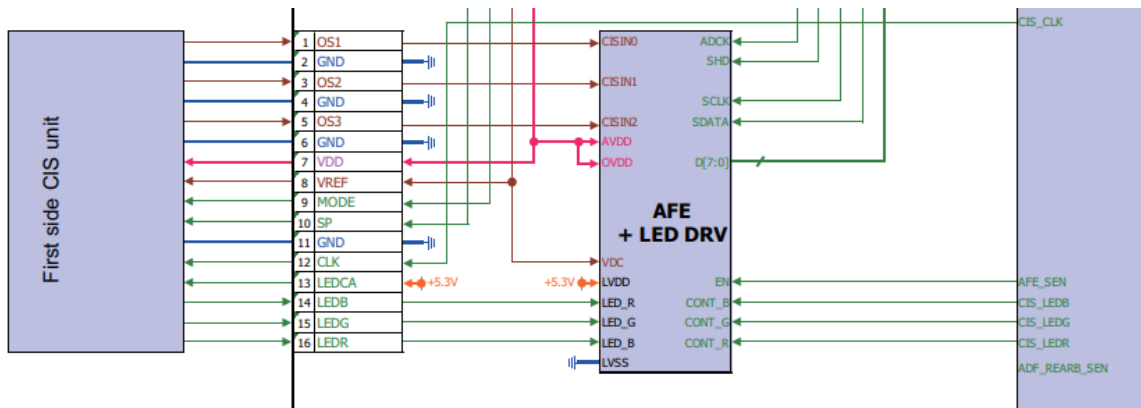 First side CIS unit
1 OS1
2 GND
3 OS2
4 GND
5 OS3
6 GND
7 VDD
8 VREF
9 MODE
10 SP
11 GND
12 CLK
13 LEDCA
14 LEDB
15 LEDG
16 LEDR
+5.3V
+5.3V
CISIN0
CISIN1
CISIN2
AVDD
OVDD
AFE
+ LED DRV
VDC
LVDD
LED_R
LED_G
LED_B
LVSS
ADCK
SHD
SCLK
SDATA
D[7:0]
EN
CONT_B
CONT_G
CONT_R
CIS_CLK
AFE_SEN
CIS_LEDB
CIS_LEDG
CIS_LEDR
ADF_REARB_SEN